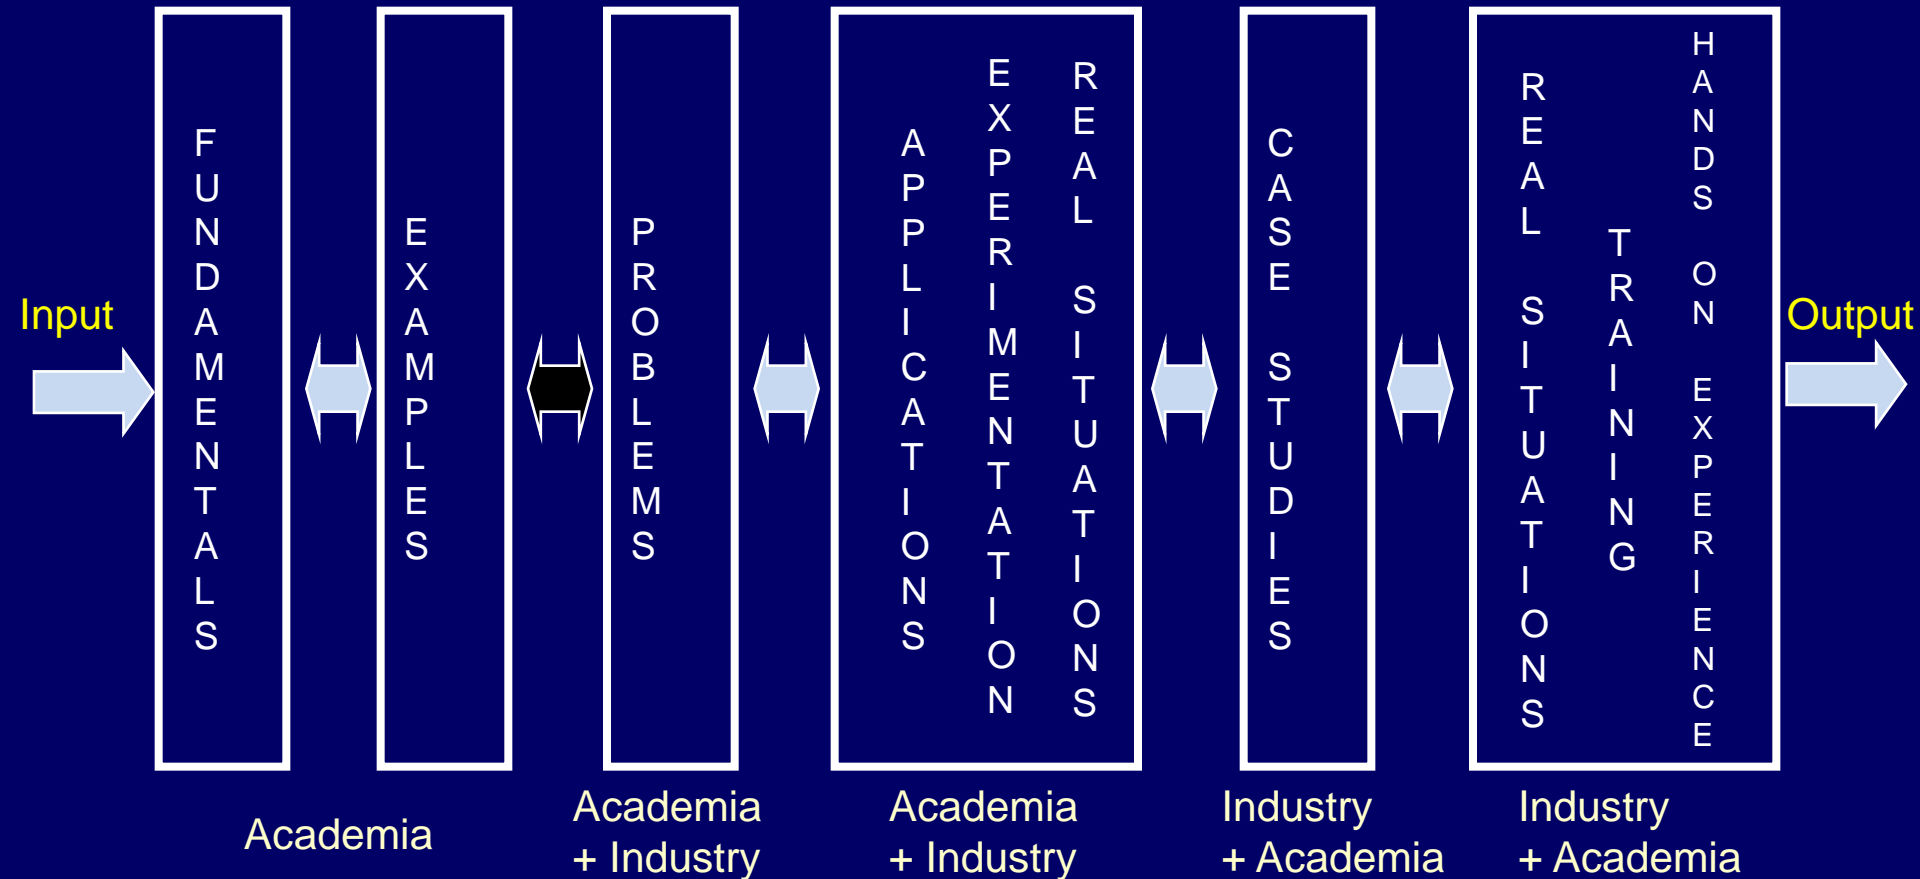 Input
FUNDAMENTALS
EXAMPLES
PROBLEMS
APPLICATIONS
EXPERIMENTATION
REAL SITUATIONS
CASE STUDIES
REAL SITUATIONS
TRAINING
HANDS ON EXPERIENCE
Output
Academia
Academia
+ Industry
Academia
+ Industry
Industry
+ Academia
Industry
+ Academia